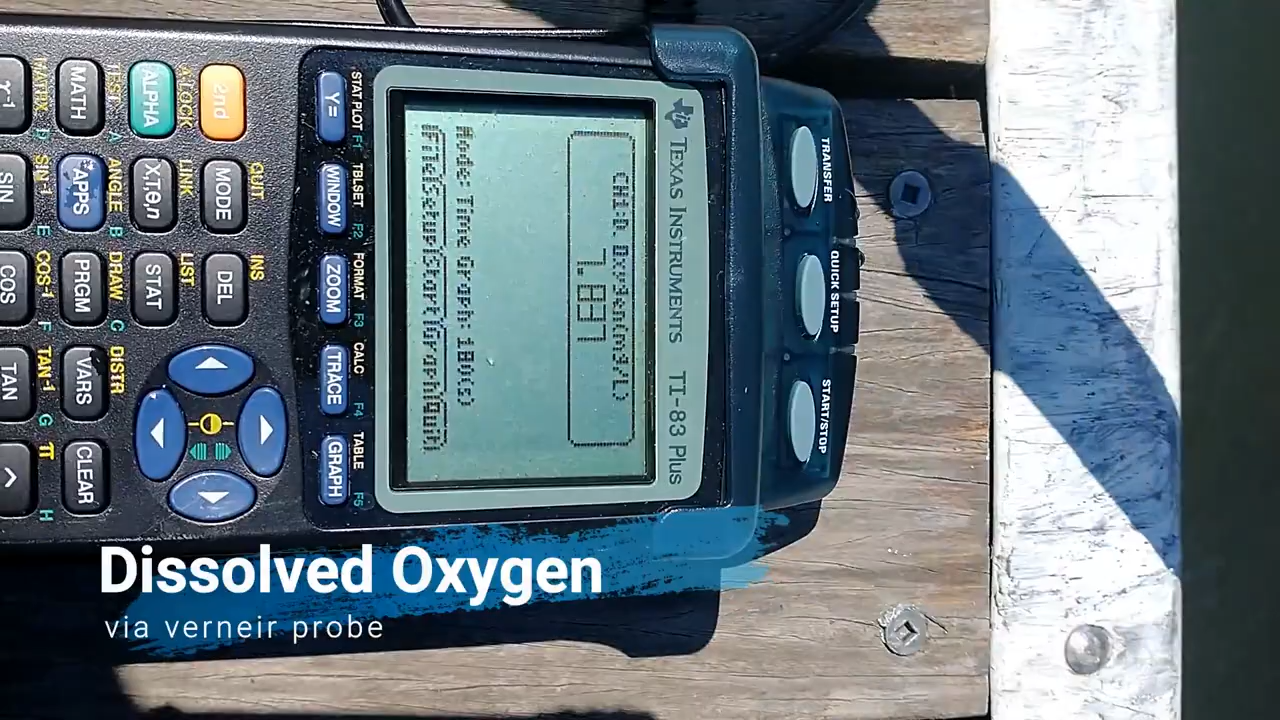 TRANSFER
QUICK SETUP
START/STOP
TEXAS INSTRUMENTS TI-83 Plus
CH1:D. Oxygen(mg/L)
7.887
Mode: Time Graph:180(s)
STAT PLOT F1 TBLSET F2 FORMAT F3 CALC F4 TABLE F5
Y= WINDOW ZOOM TRACE GRAPH
QUIT INS
2nd MODE DEL
A-LOCK LINK LIST
ALPHA X,T,θ,n STAT
TEST A ANGLE B DRAW C DISTR
MATH APPS PRGM VARS CLEAR
MATRX D SIN-1 E COS-1 F TAN-1 G π H
x-1 SIN COS TAN ^
Dissolved Oxygen
via verneir probe